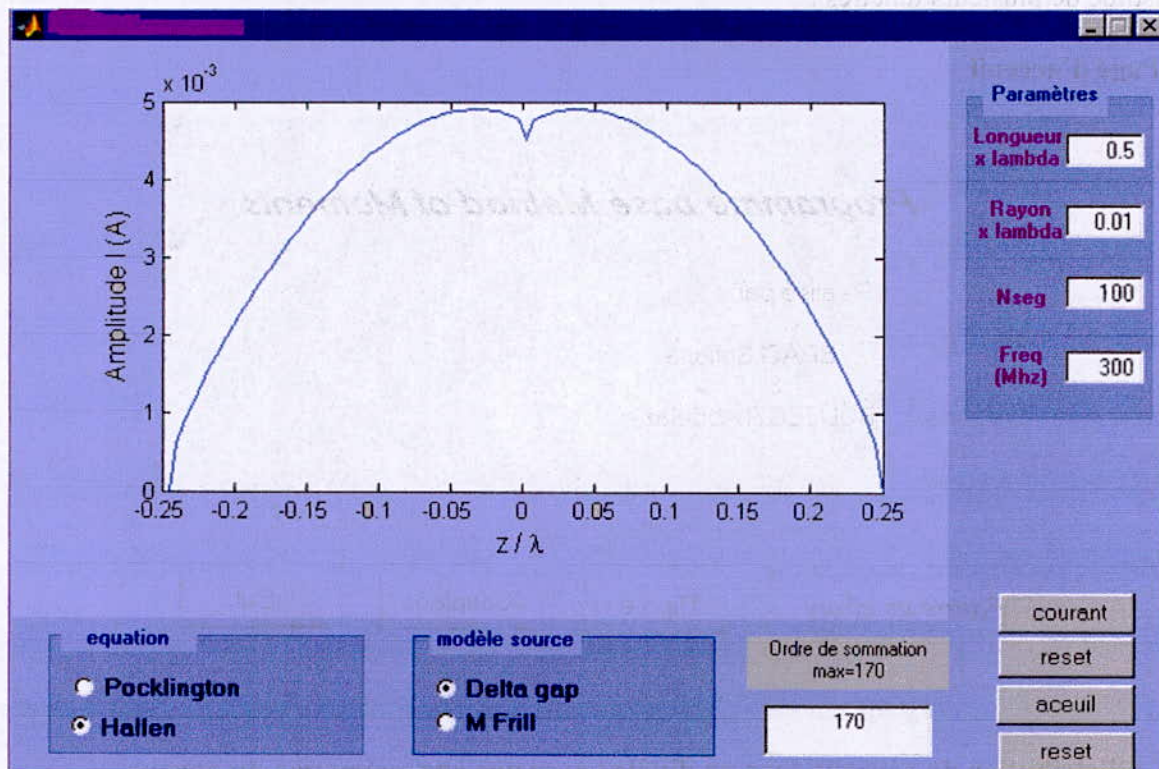 x 10^-3
5
4
3
2
1
0
Amplitude I (A)
-0.25
-0.2
-0.15
-0.1
-0.05
0
0.05
0.1
0.15
0.2
0.25
z / λ
Paramètres
Longueur
x lambda
0.5
Rayon
x lambda
0.01
Nseg
100
Freq
(Mhz)
300
equation
Pocklington
Hallen
modèle source
Delta gap
M Frill
Ordre de sommation
max=170
170
courant
reset
aceuil
reset